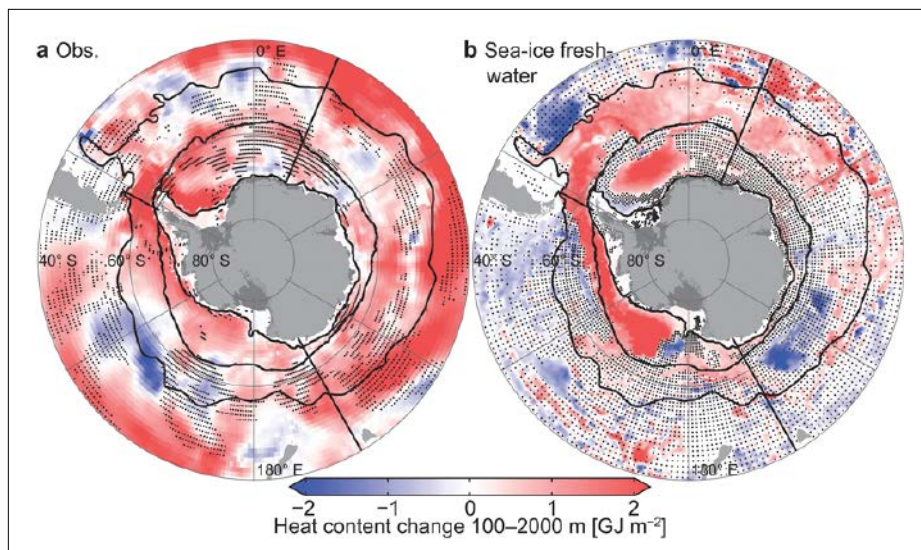 a Obs.
0° E
40° S 60° S
80° S
180° E
b Sea-ice fresh-
water
0° E
40° S 60° S
80° S
180° E
−2 −1 0 1 2
Heat content change 100–2000 m [GJ m⁻²]